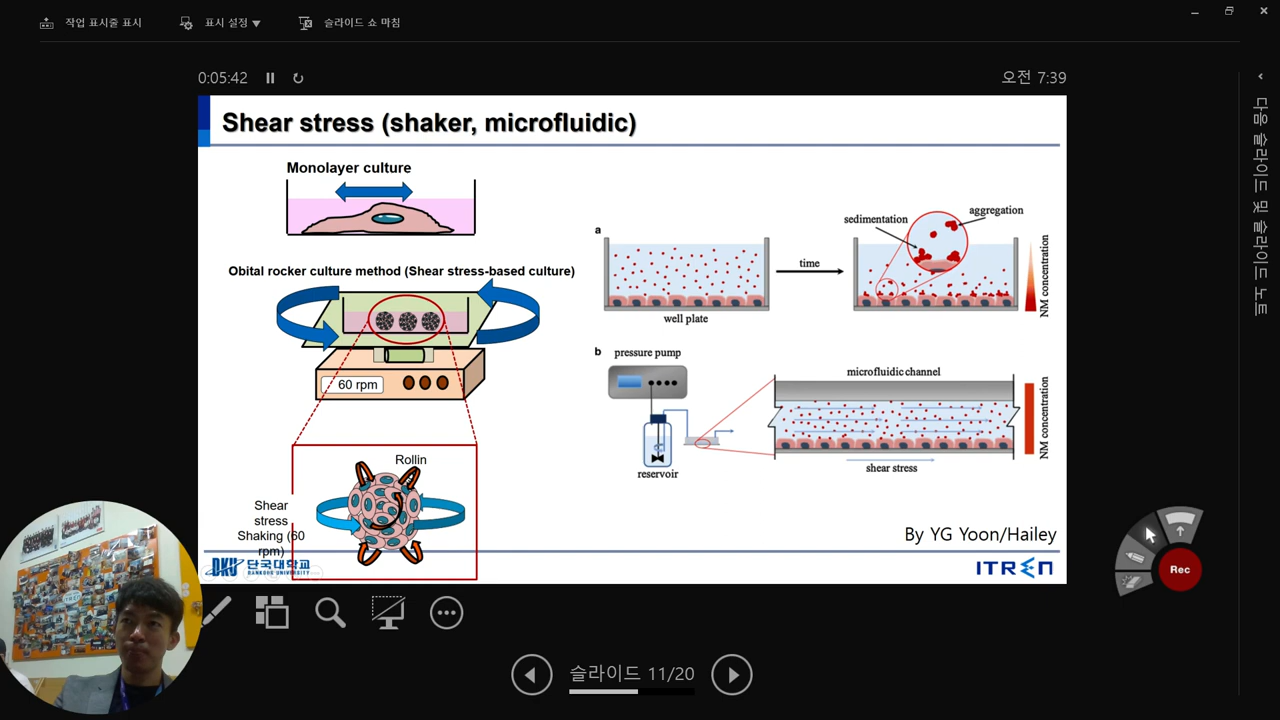 작업 표시줄 표시
표시 설정 ▼
슬라이드 쇼 마침
0:05:42
오전 7:39
다음 슬라이드 및 슬라이드 노트
Shear stress (shaker, microfluidic)
Monolayer culture
Obital rocker culture method (Shear stress-based culture)
60 rpm
Rollin
Shear
stress
Shaking (60
rpm)
a
well plate
time
sedimentation
aggregation
NM concentration
b
pressure pump
reservoir
microfluidic channel
shear stress
NM concentration
By YG Yoon/Hailey
DKU 단국대학교
DANKOOK UNIVERSITY
ITREN
Rec
슬라이드 11/20